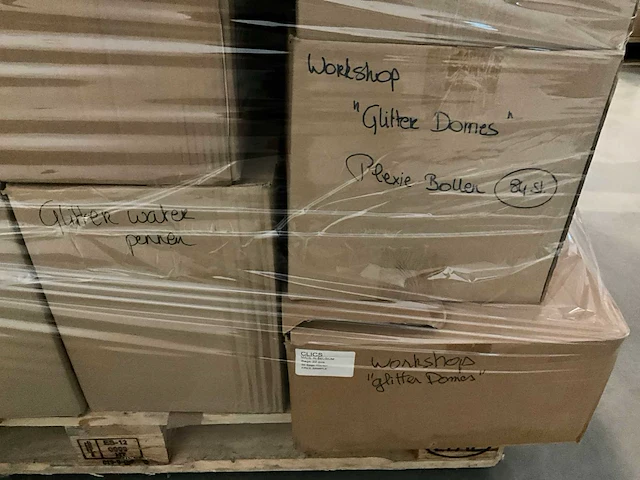 Workshop
"Glitter Domes"
Plexie Bollen 84 st
Glitter water
pennen
CLICS
Workshop
"glitter Domes"